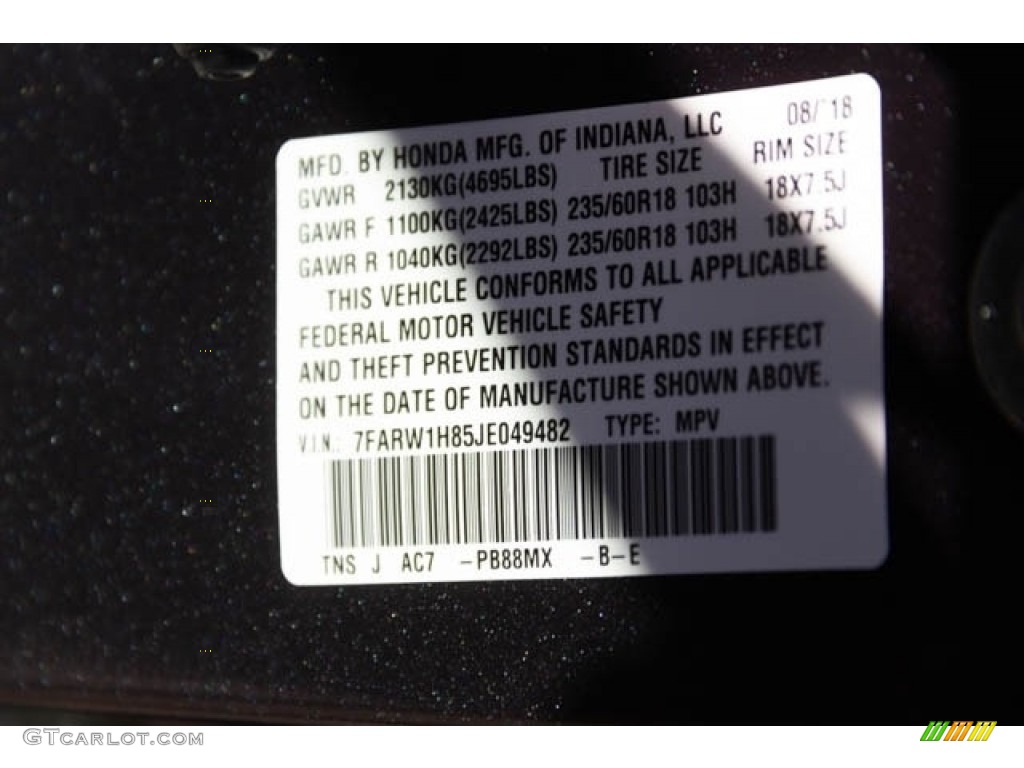 MFD. BY HONDA MFG. OF INDIANA, LLC 08/18
GVWR 2130KG(4695LBS) TIRE SIZE RIM SIZE
GAWR F 1100KG(2425LBS) 235/60R18 103H 18X7.5J
GAWR R 1040KG(2292LBS) 235/60R18 103H 18X7.5J
THIS VEHICLE CONFORMS TO ALL APPLICABLE
FEDERAL MOTOR VEHICLE SAFETY
AND THEFT PREVENTION STANDARDS IN EFFECT
ON THE DATE OF MANUFACTURE SHOWN ABOVE.
V.I.N.: 7FARW1H85JE049482 TYPE: MPV
TNS J AC7 -PB88MX -B-E
GTcarlot.com